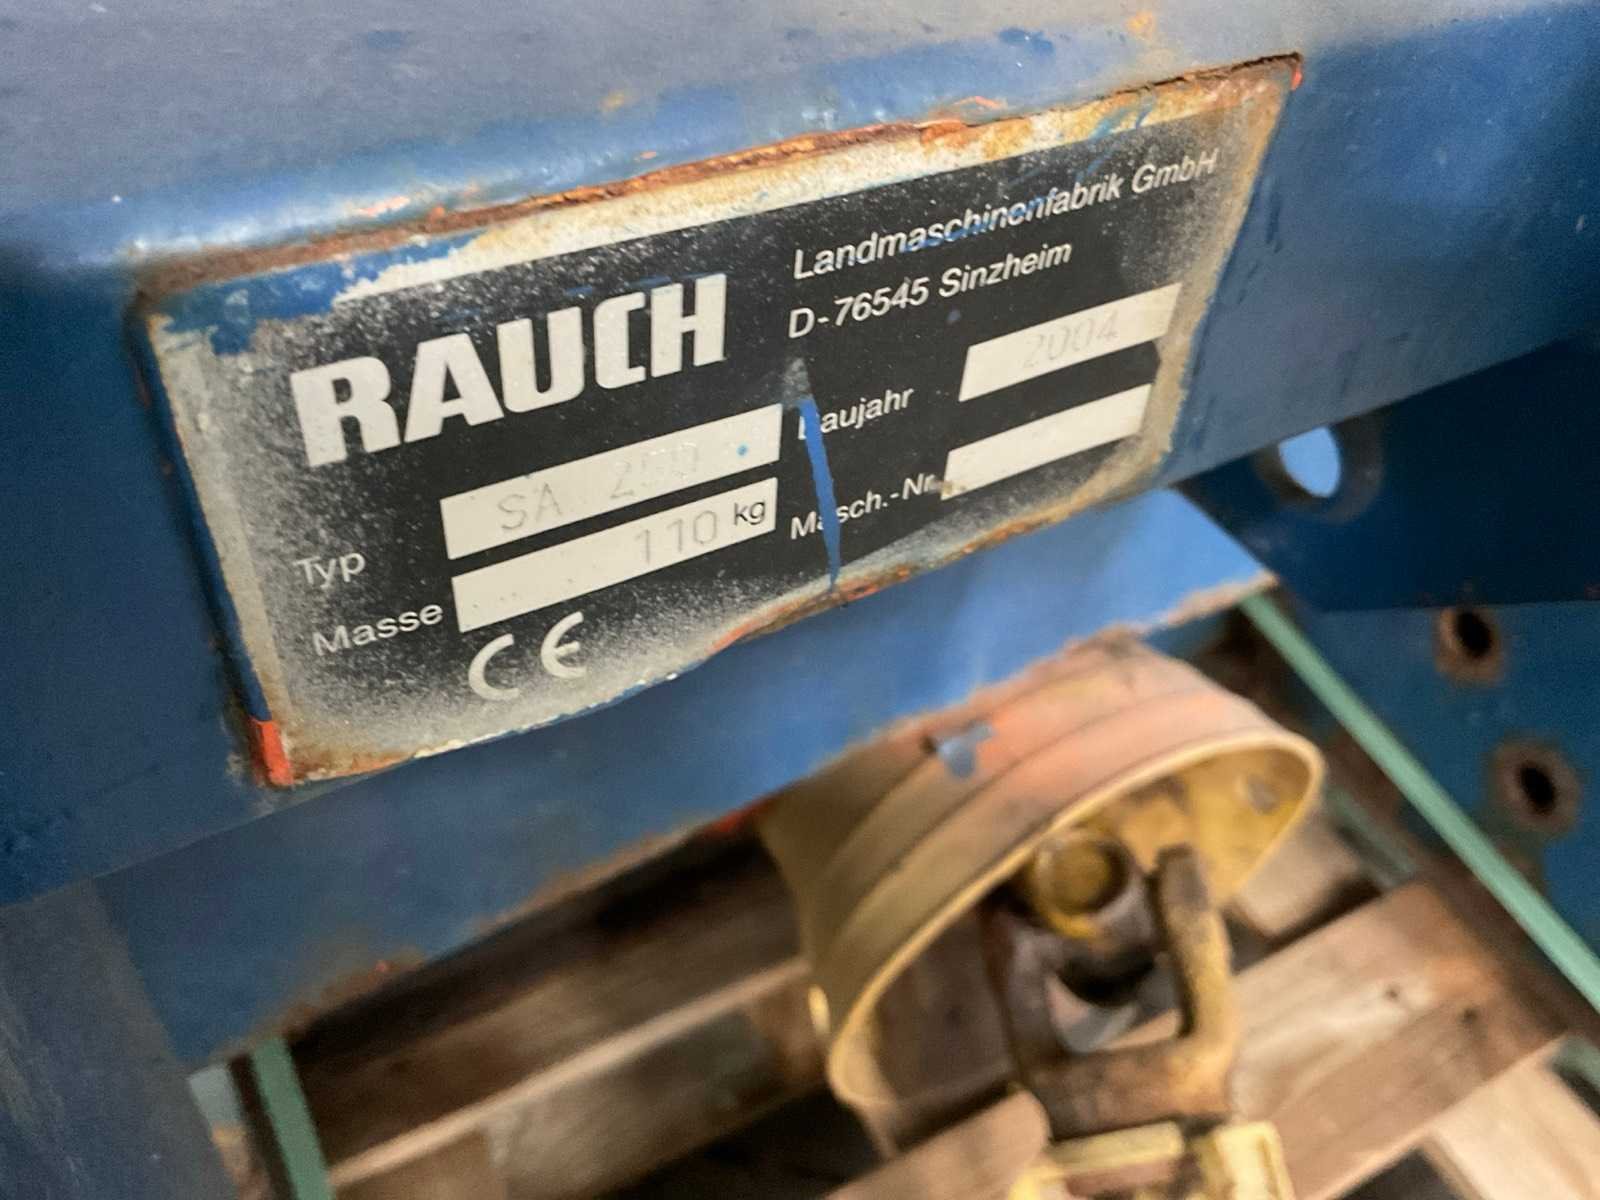 RAUCH
Landmaschinenfabrik GmbH
D-76545 Sinzheim
Typ SA 250
Baujahr 2004
Masse 110 kg
Masch.-Nr.
CE